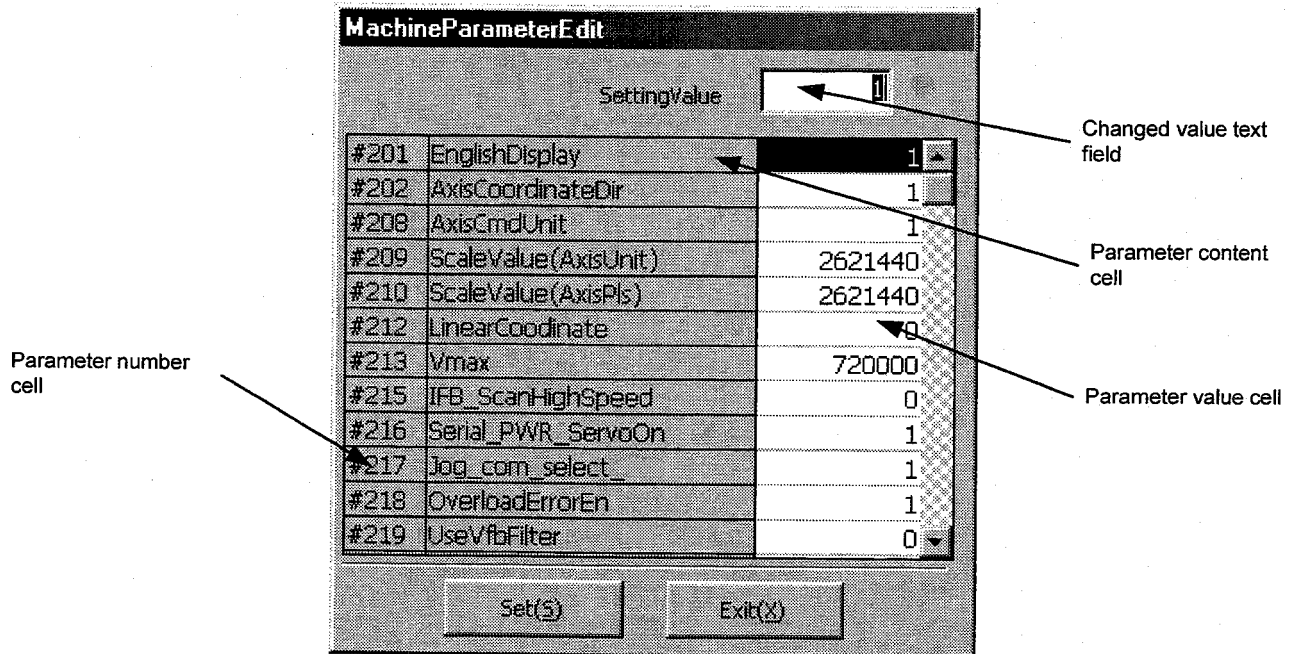 MachineParameterEdit
SettingValue 1
Changed value text
field
#201 EnglishDisplay 1
#202 AxisCoordinateDir 1
#208 AxisCmdUnit 1
#209 ScaleValue(AxisUnit) 2621440
#210 ScaleValue(AxisPls) 2621440
#212 LinearCoodinate 0
#213 Vmax 720000
#215 IFB_ScanHighSpeed 0
#216 Serial_PWR_ServoOn 1
#217 Jog_com_select_ 1
#218 OverloadErrorEn 1
#219 UseVfbFilter 0
Parameter content
cell
Parameter number
cell
Parameter value cell
Set(S) Exit(X)